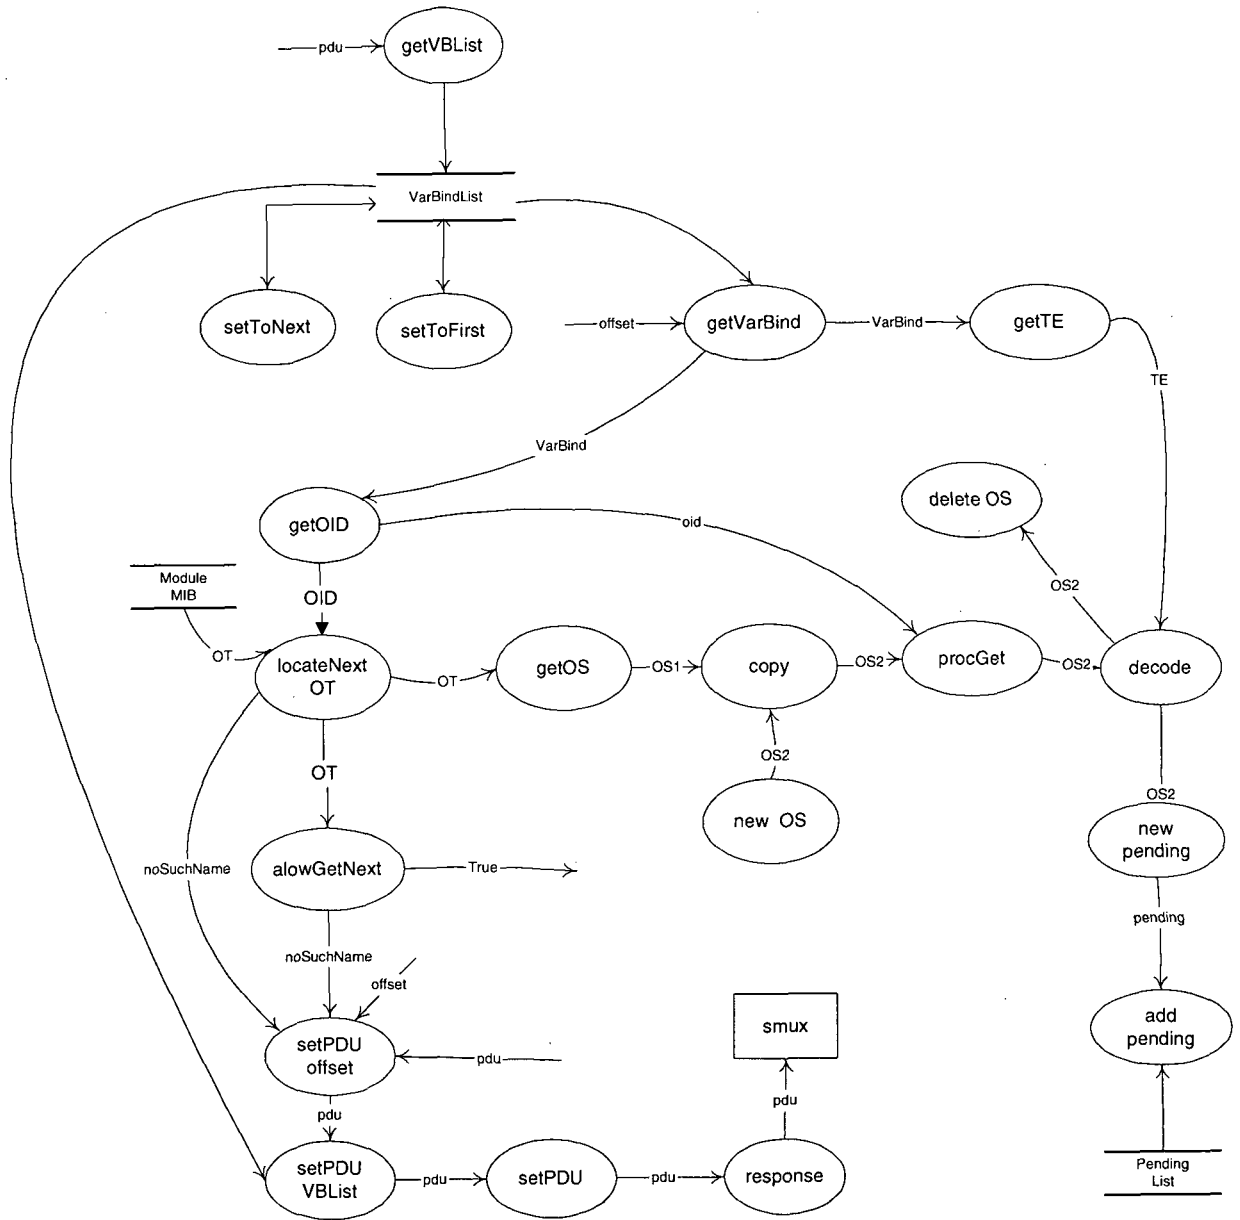 pdu
getVBList
VarBindList
setToNext
setToFirst
offset
getVarBind
VarBind
getTE
TE
VarBind
delete OS
getOID
oid
Module
MIB
OID
OS2
OT
locateNext
OT
OT
getOS
OS1
copy
OS2
procGet
OS2
decode
OT
OS2
new OS
OS2
new
pending
noSuchName
alowGetNext
True
pending
noSuchName
offset
smux
add
pending
setPDU
offset
pdu
pdu
pdu
setPDU
VBList
pdu
setPDU
pdu
response
Pending
List